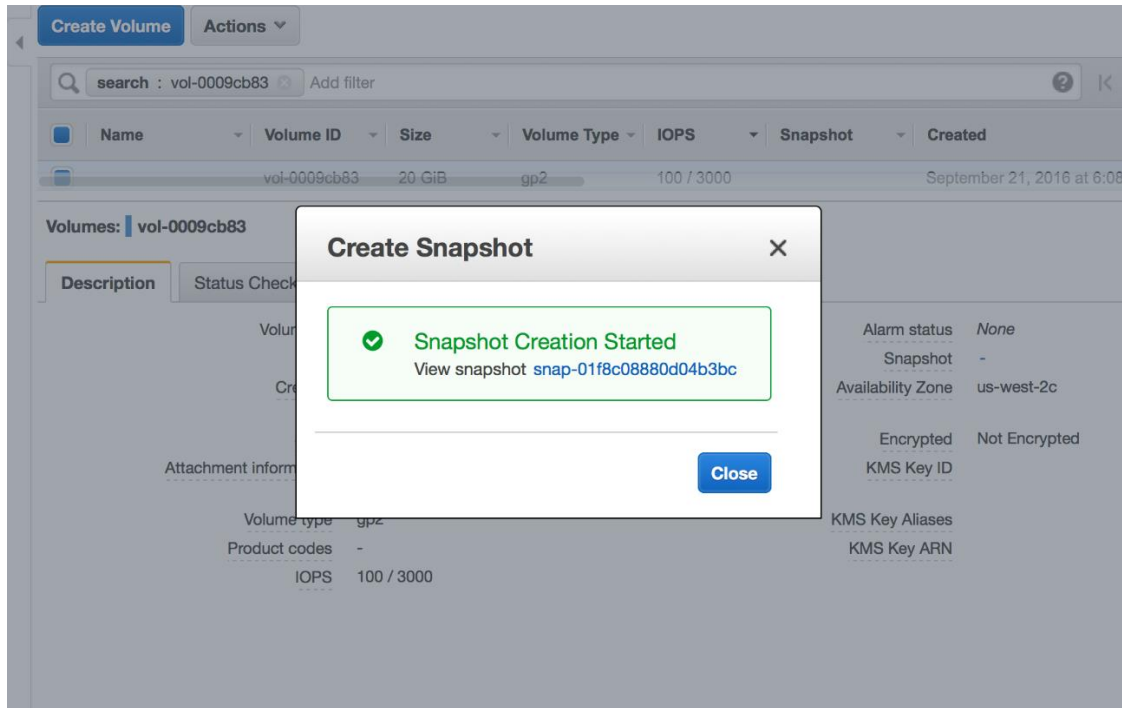 Create Volume Actions
search : vol-0009cb83 Add filter
Name Volume ID Size Volume Type IOPS Snapshot Created
vol-0009cb83 20 GiB gp2 100 / 3000 September 21, 2016 at 6:08
Volumes: vol-0009cb83
Create Snapshot
Description Status Check
Snapshot Creation Started
View snapshot snap-01f8c08880d04b3bc
Close
Alarm status None
Snapshot -
Availability Zone us-west-2c
Encrypted Not Encrypted
Attachment inform KMS Key ID
Volume type gp2 KMS Key Aliases
Product codes - KMS Key ARN
IOPS 100 / 3000